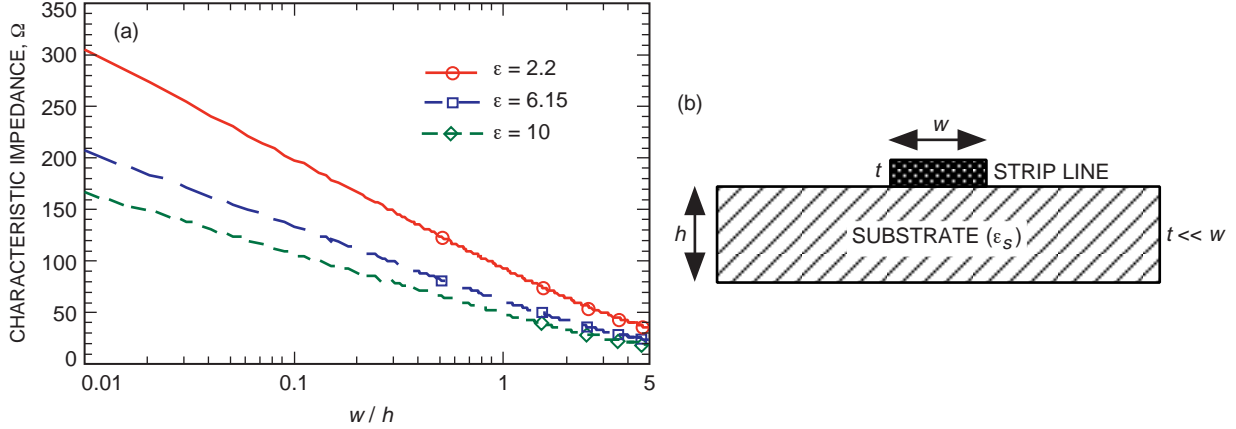 (a)
CHARACTERISTIC IMPEDANCE, Ω
350
300
250
200
150
100
50
0
ε = 2.2
ε = 6.15
ε = 10
0.01
0.1
1
5
w / h
(b)
w
t
STRIP LINE
h
SUBSTRATE (εs)
t << w